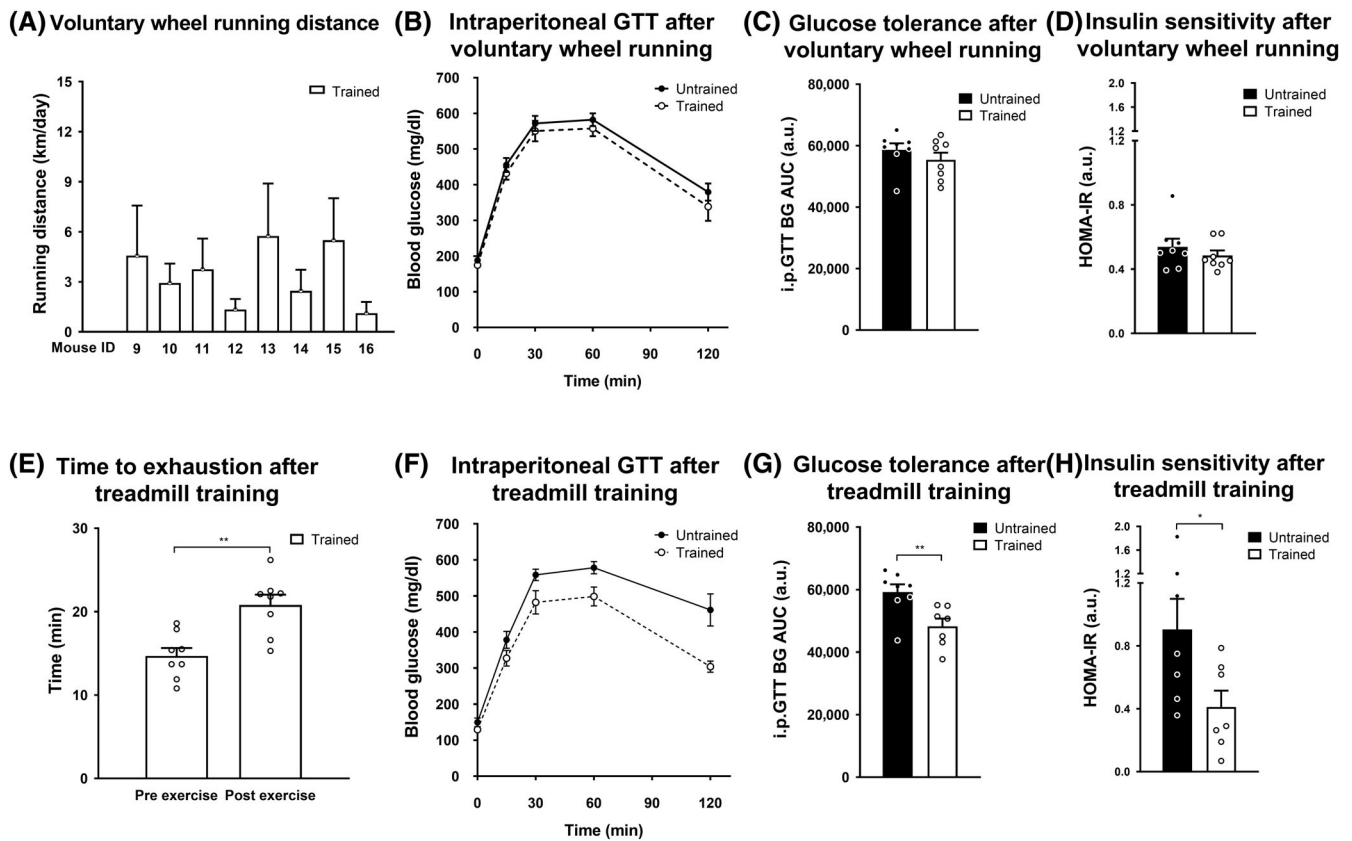 (A) Voluntary wheel running distance
Running distance (km/day)
15
12
9
6
3
0
Trained
Mouse ID 9 10 11 12 13 14 15 16
(B) Intraperitoneal GTT after
voluntary wheel running
Blood glucose (mg/dl)
700
600
500
400
300
200
100
0
Untrained
Trained
0 30 60 90 120
Time (min)
(C) Glucose tolerance after
voluntary wheel running
i.p.GTT BG AUC (a.u.)
80,000
60,000
40,000
20,000
0
Untrained
Trained
(D) Insulin sensitivity after
voluntary wheel running
HOMA-IR (a.u.)
2.0
1.6
1.2
1.2
0.8
0.4
0.0
Untrained
Trained
(E) Time to exhaustion after
treadmill training
Time (min)
30
20
10
0
**
Trained
Pre exercise Post exercise
(F) Intraperitoneal GTT after
treadmill training
Blood glucose (mg/dl)
700
600
500
400
300
200
100
0
Untrained
Trained
0 30 60 90 120
Time (min)
(G) Glucose tolerance after
treadmill training
i.p.GTT BG AUC (a.u.)
80,000
60,000
40,000
20,000
0
**
Untrained
Trained
(H) Insulin sensitivity after
treadmill training
HOMA-IR (a.u.)
2.0
1.6
1.2
1.2
0.8
0.4
0.0
*
Untrained
Trained